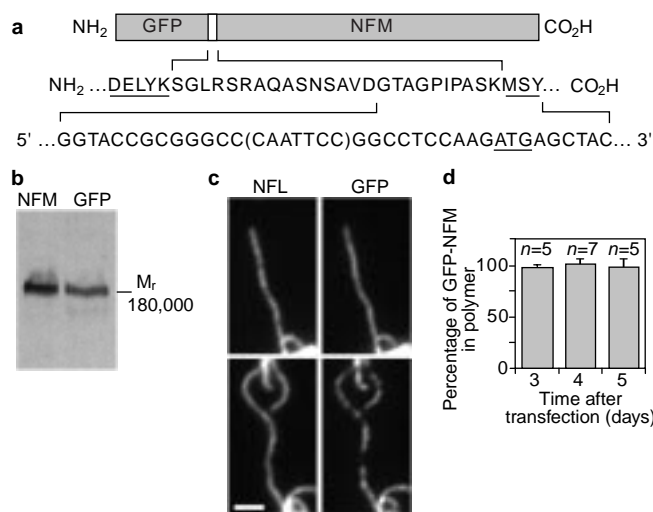 a
NH2 GFP NFM CO2H
NH2 ...DELYKSGLRSRAQASNSAVDGTAGPIPASKMSY... CO2H
5' ...GGTACCGCGGGCC(CAATTCC)GGCCTCCAAGATGAGCTAC... 3'
b
NFM GFP
Mr
180,000
c
NFL GFP
d
n=5 n=7 n=5
100
50
0
Percentage of GFP-NFM
in polymer
3 4 5
Time after
transfection (days)